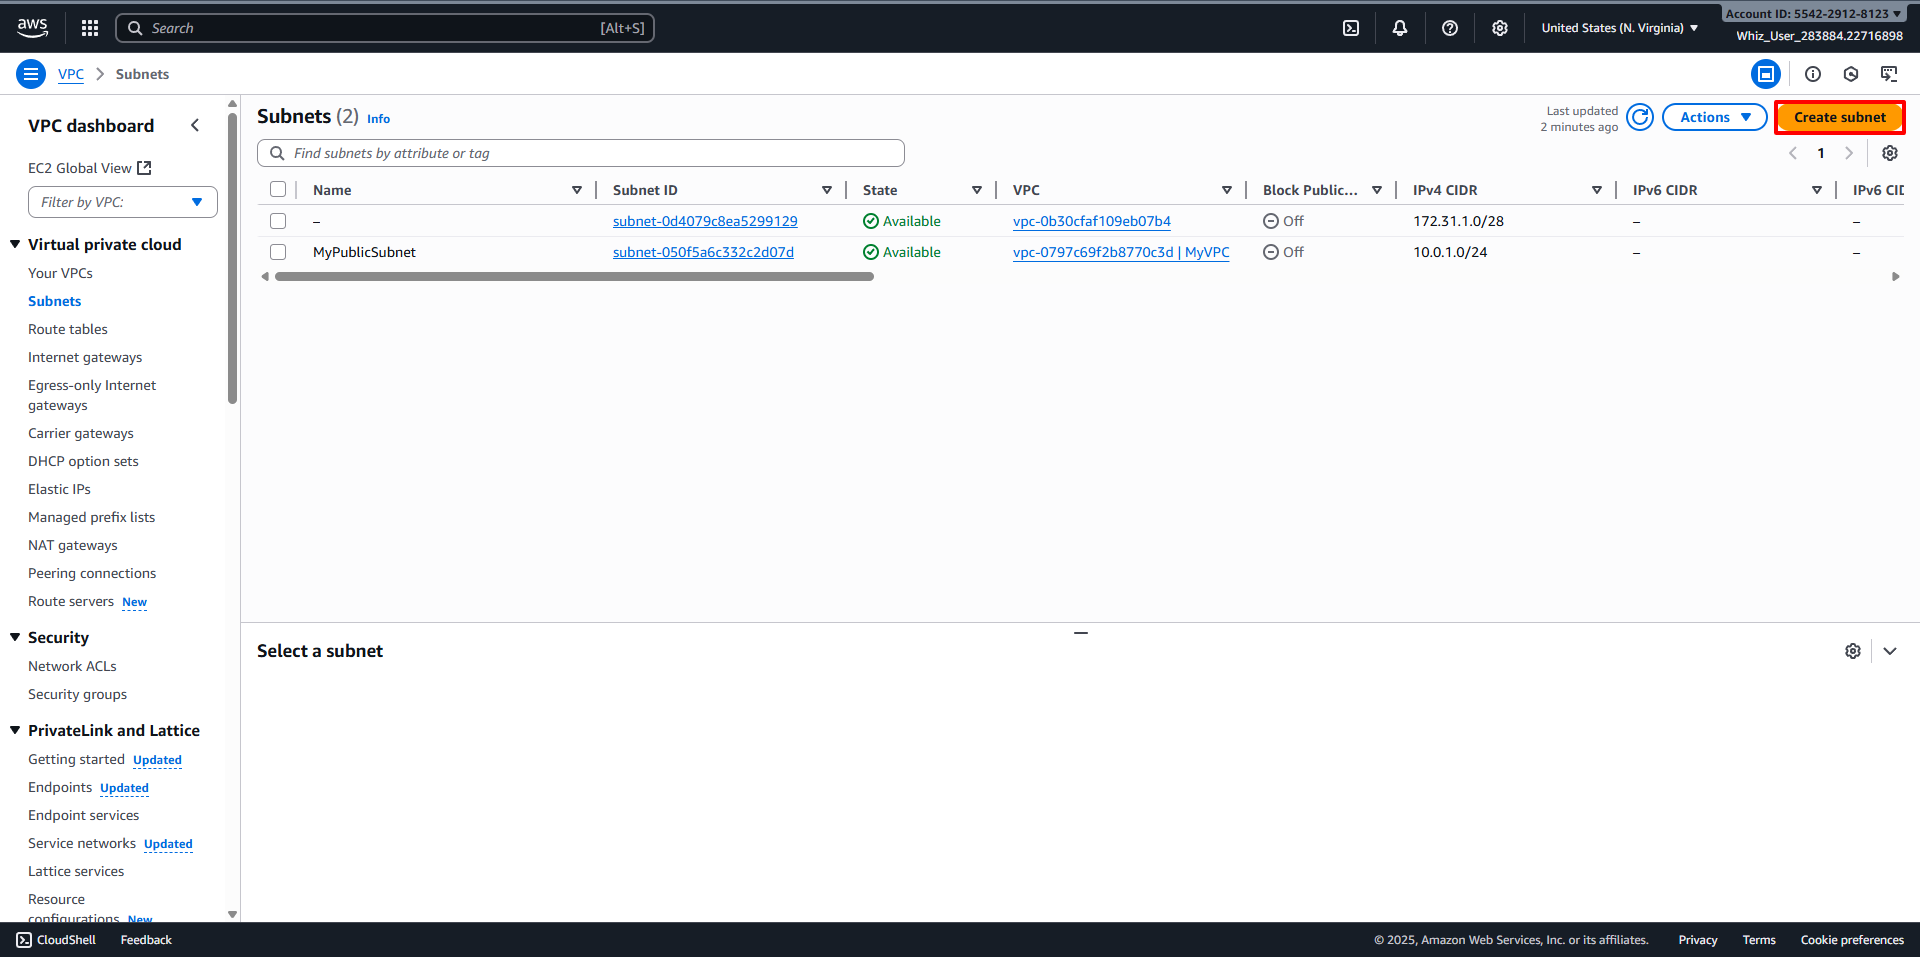 aws
Search [Alt+S]
United States (N. Virginia)
Account ID: 5542-2912-8123
Whiz_User_283884.22716898
VPC
Subnets
VPC dashboard
EC2 Global View
Filter by VPC:
Virtual private cloud
Your VPCs
Subnets
Route tables
Internet gateways
Egress-only Internet
gateways
Carrier gateways
DHCP option sets
Elastic IPs
Managed prefix lists
NAT gateways
Peering connections
Route servers New
Security
Network ACLs
Security groups
PrivateLink and Lattice
Getting started Updated
Endpoints Updated
Endpoint services
Service networks Updated
Lattice services
Resource
configurations New
Subnets (2) Info
Last updated
2 minutes ago
Actions
Create subnet
Find subnets by attribute or tag
1
Name Subnet ID State VPC Block Public... IPv4 CIDR IPv6 CIDR IPv6 CID
– subnet-0d4079c8ea5299129 Available vpc-0b30cfaf109eb07b4 Off 172.31.1.0/28 – –
MyPublicSubnet subnet-050f5a6c332c2d07d Available vpc-0797c69f2b8770c3d | MyVPC Off 10.0.1.0/24 – –
Select a subnet
CloudShell Feedback
© 2025, Amazon Web Services, Inc. or its affiliates. Privacy Terms Cookie preferences